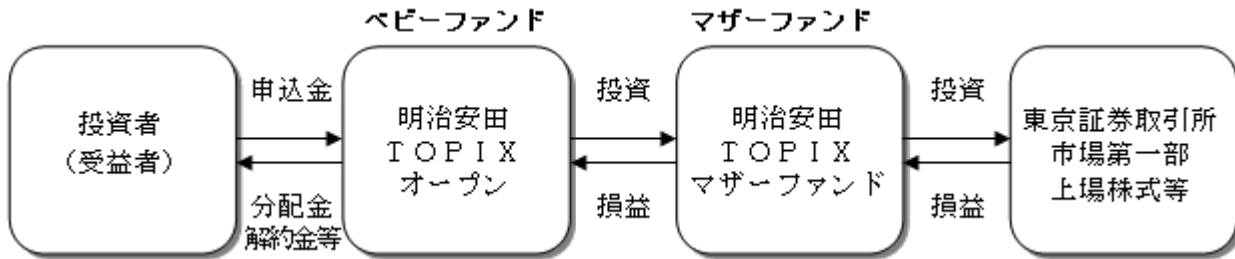 ベビーファンド
マザーファンド
投資者
（受益者）
申込金
分配金
解約金等
明治安田
ＴＯＰＩＸ
オープン
投資
損益
明治安田
ＴＯＰＩＸ
マザーファンド
投資
損益
東京証券取引所
市場第一部
上場株式等